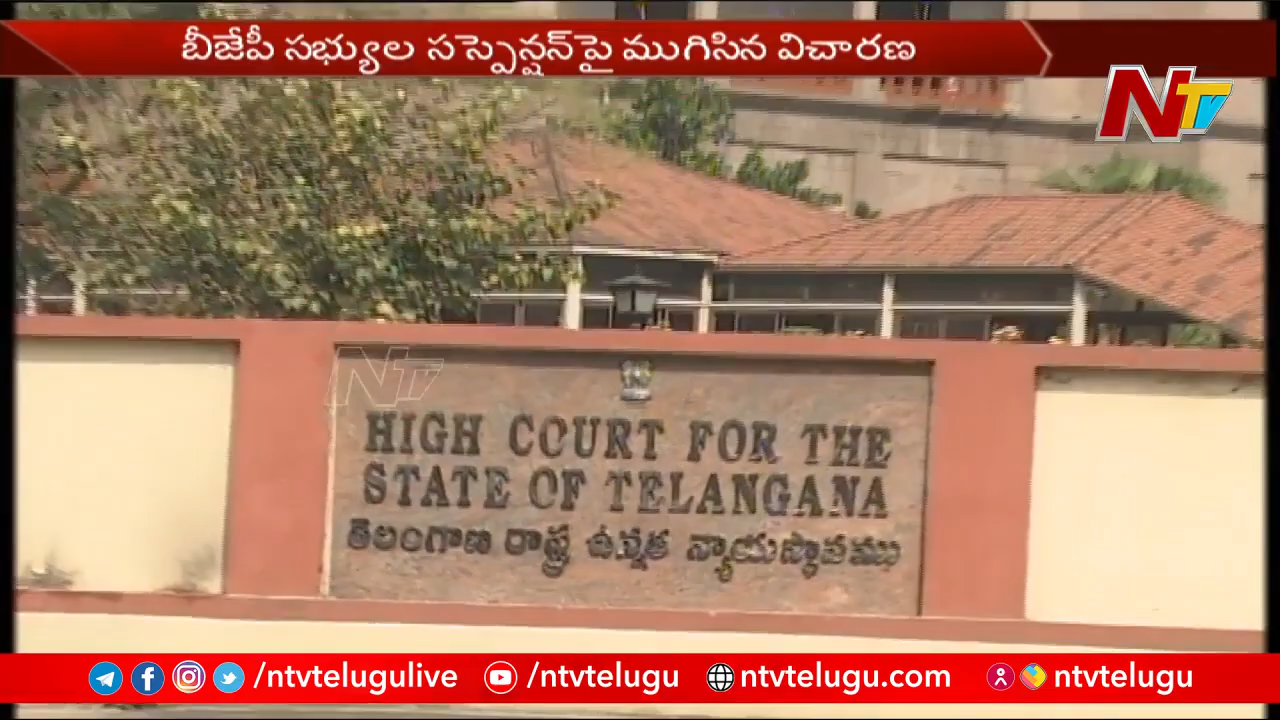 బీజేపీ సభ్యుల సస్పెన్షన్‌పై ముగిసిన విచారణ
NTV
NTV
HIGH COURT FOR THE
STATE OF TELANGANA
తెలంగాణ రాష్ట్ర ఉన్నత న్యాయస్థానము
/ntvtelugulive
/ntvtelugu
ntvtelugu.com
ntvtelugu